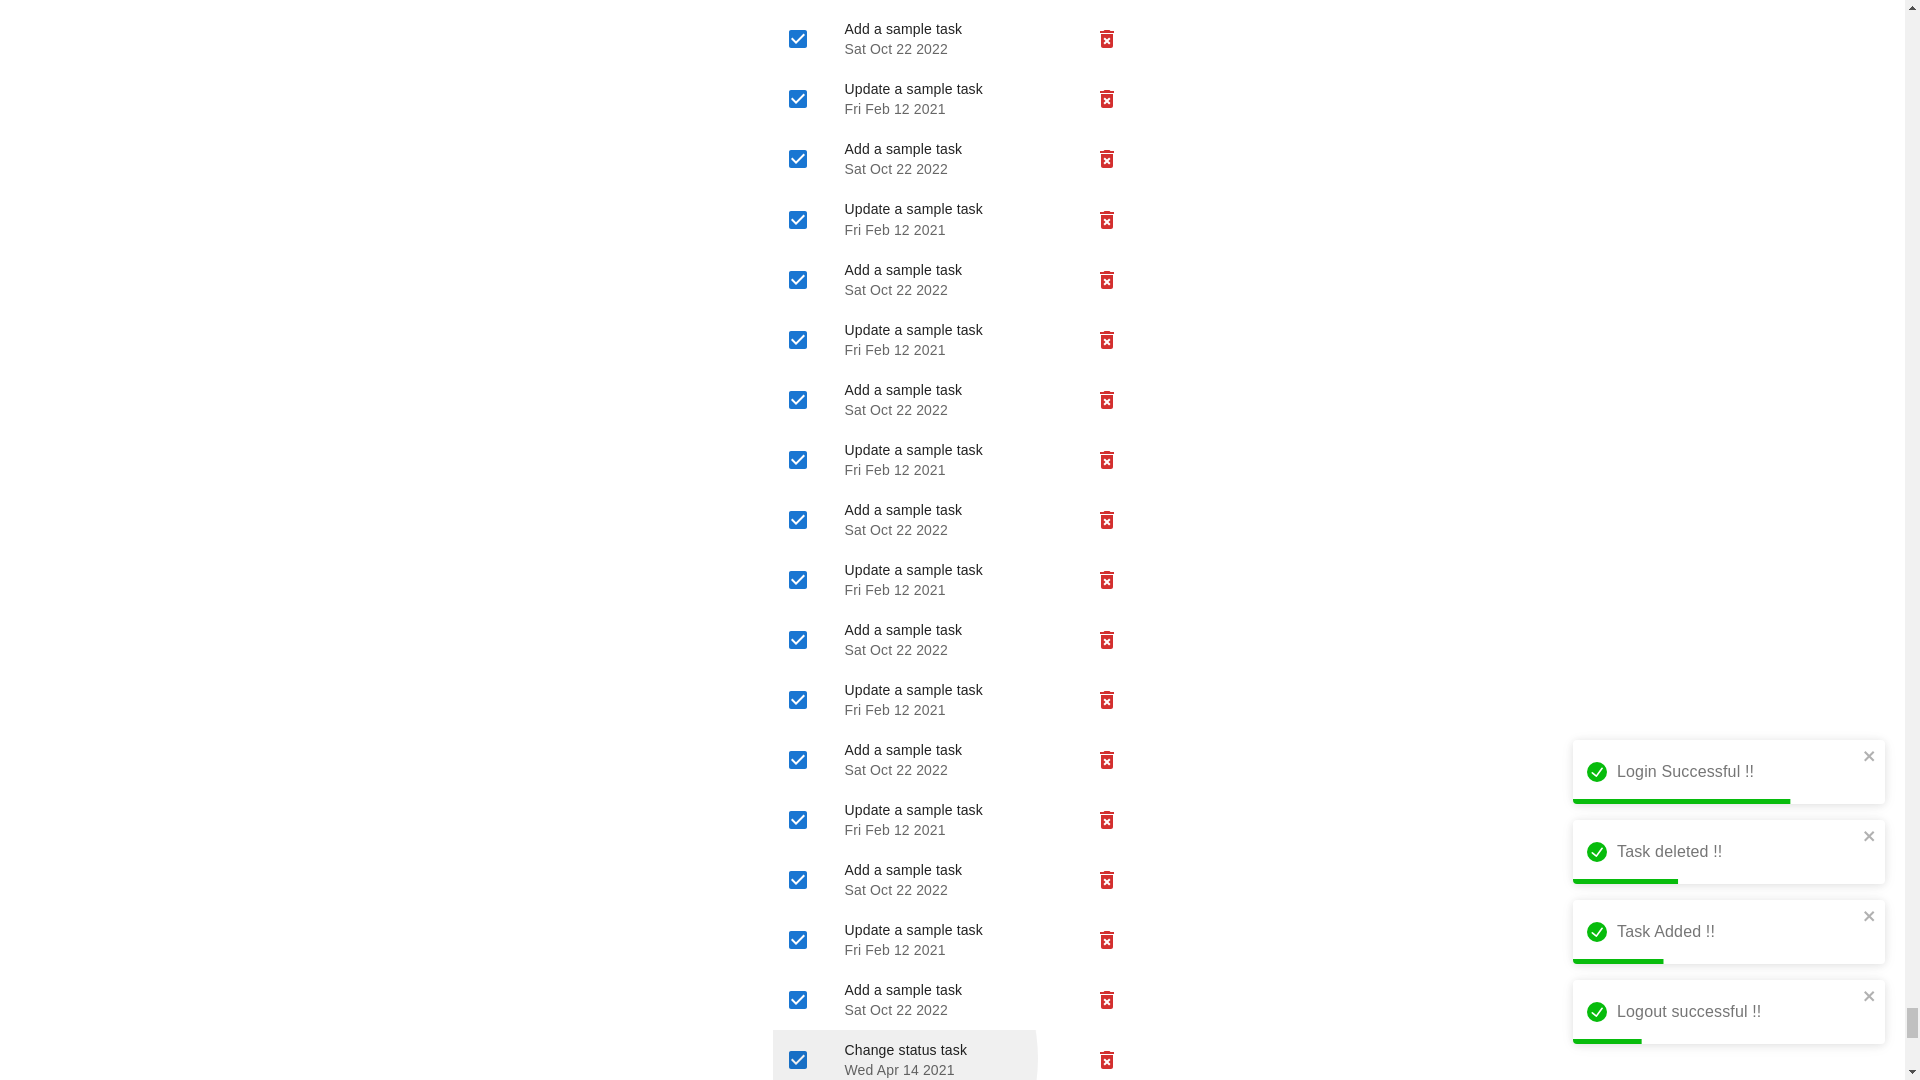 Add a sample task
Sat Oct 22 2022
Update a sample task
Fri Feb 12 2021
Add a sample task
Sat Oct 22 2022
Update a sample task
Fri Feb 12 2021
Add a sample task
Sat Oct 22 2022
Update a sample task
Fri Feb 12 2021
Add a sample task
Sat Oct 22 2022
Update a sample task
Fri Feb 12 2021
Add a sample task
Sat Oct 22 2022
Update a sample task
Fri Feb 12 2021
Add a sample task
Sat Oct 22 2022
Update a sample task
Fri Feb 12 2021
Add a sample task
Sat Oct 22 2022
Update a sample task
Fri Feb 12 2021
Add a sample task
Sat Oct 22 2022
Update a sample task
Fri Feb 12 2021
Add a sample task
Sat Oct 22 2022
Change status task
Wed Apr 14 2021
Login Successful !!
Task deleted !!
Task Added !!
Logout successful !!